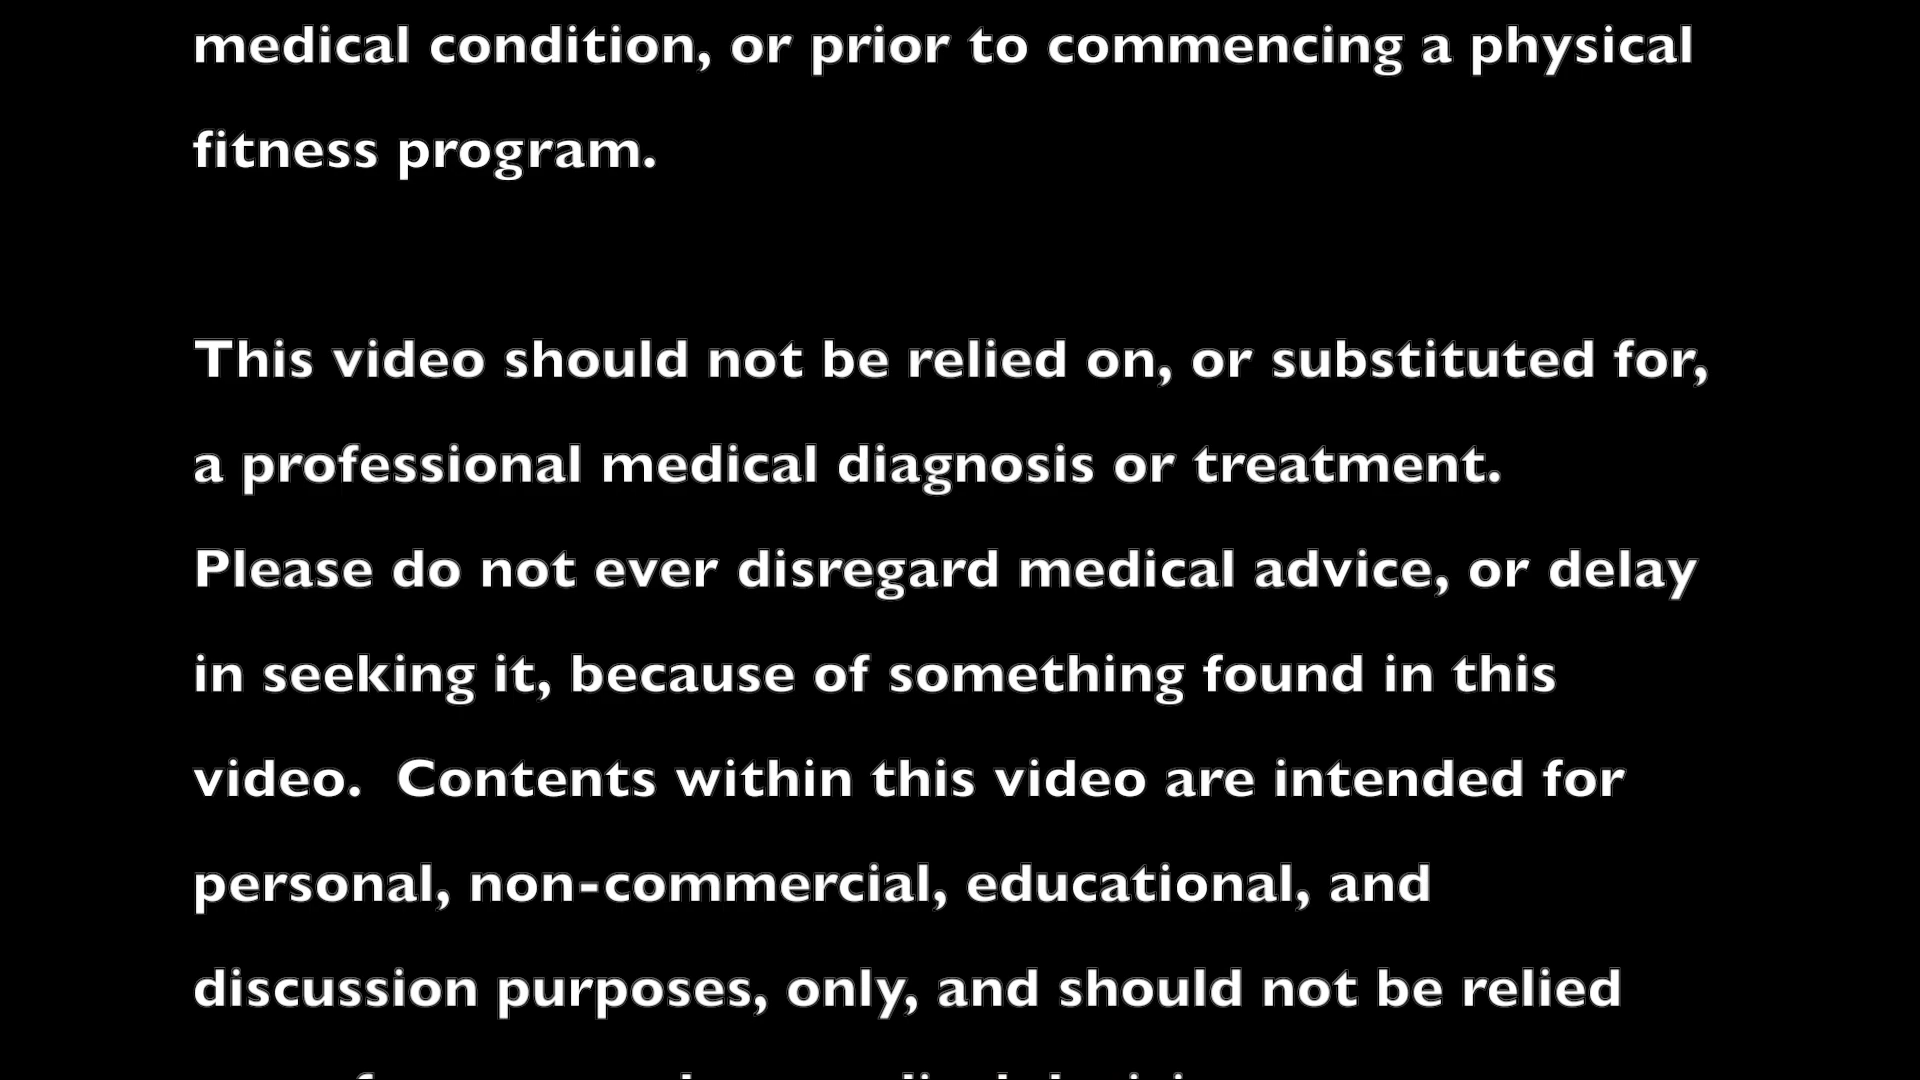 medical condition, or prior to commencing a physical
fitness program.
This video should not be relied on, or substituted for,
a professional medical diagnosis or treatment.
Please do not ever disregard medical advice, or delay
in seeking it, because of something found in this
video.  Contents within this video are intended for
personal, non-commercial, educational, and
discussion purposes, only, and should not be relied